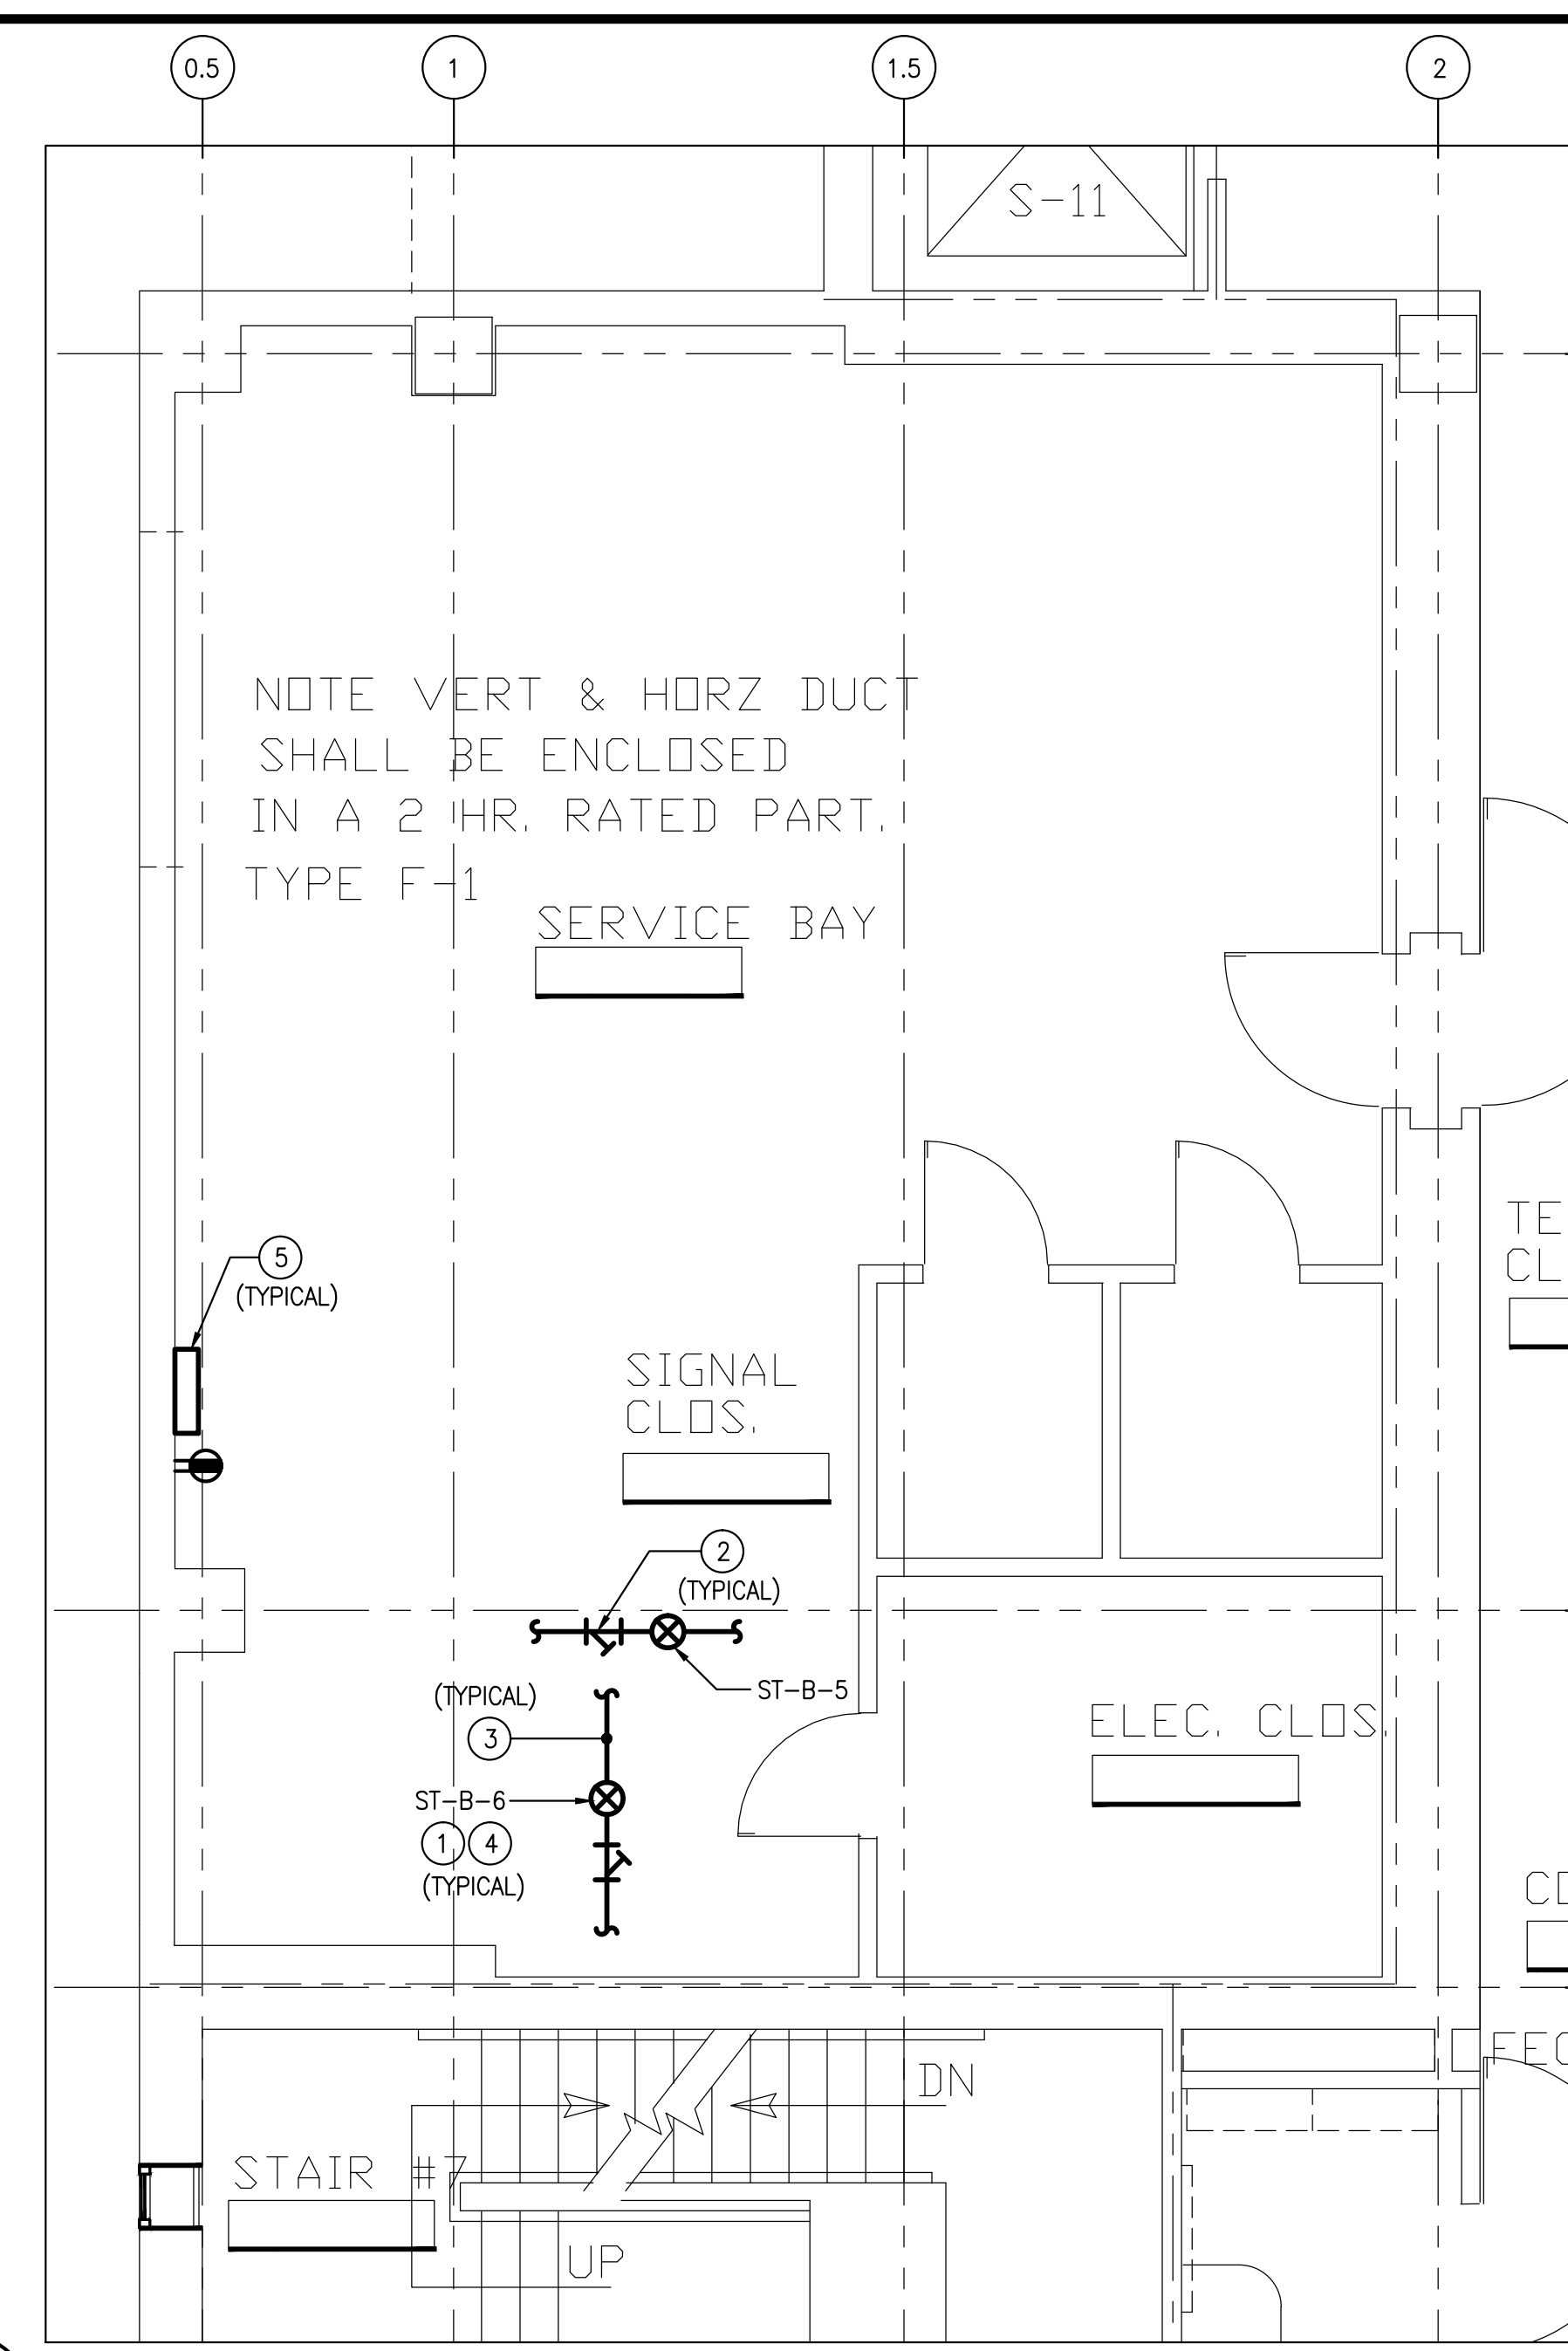 0.5 1 1.5 2
S-11
NOTE VERT & HORZ DUCT
SHALL BE ENCLOSED
IN A 2 HR. RATED PART.
TYPE F-1
SERVICE BAY
TE
CL
5
(TYPICAL)
SIGNAL
CLOS.
2
(TYPICAL)
ST-B-5
(TYPICAL)
3
ST-B-6
1 4
(TYPICAL)
ELEC. CLOS.
DN
STAIR #7
UP